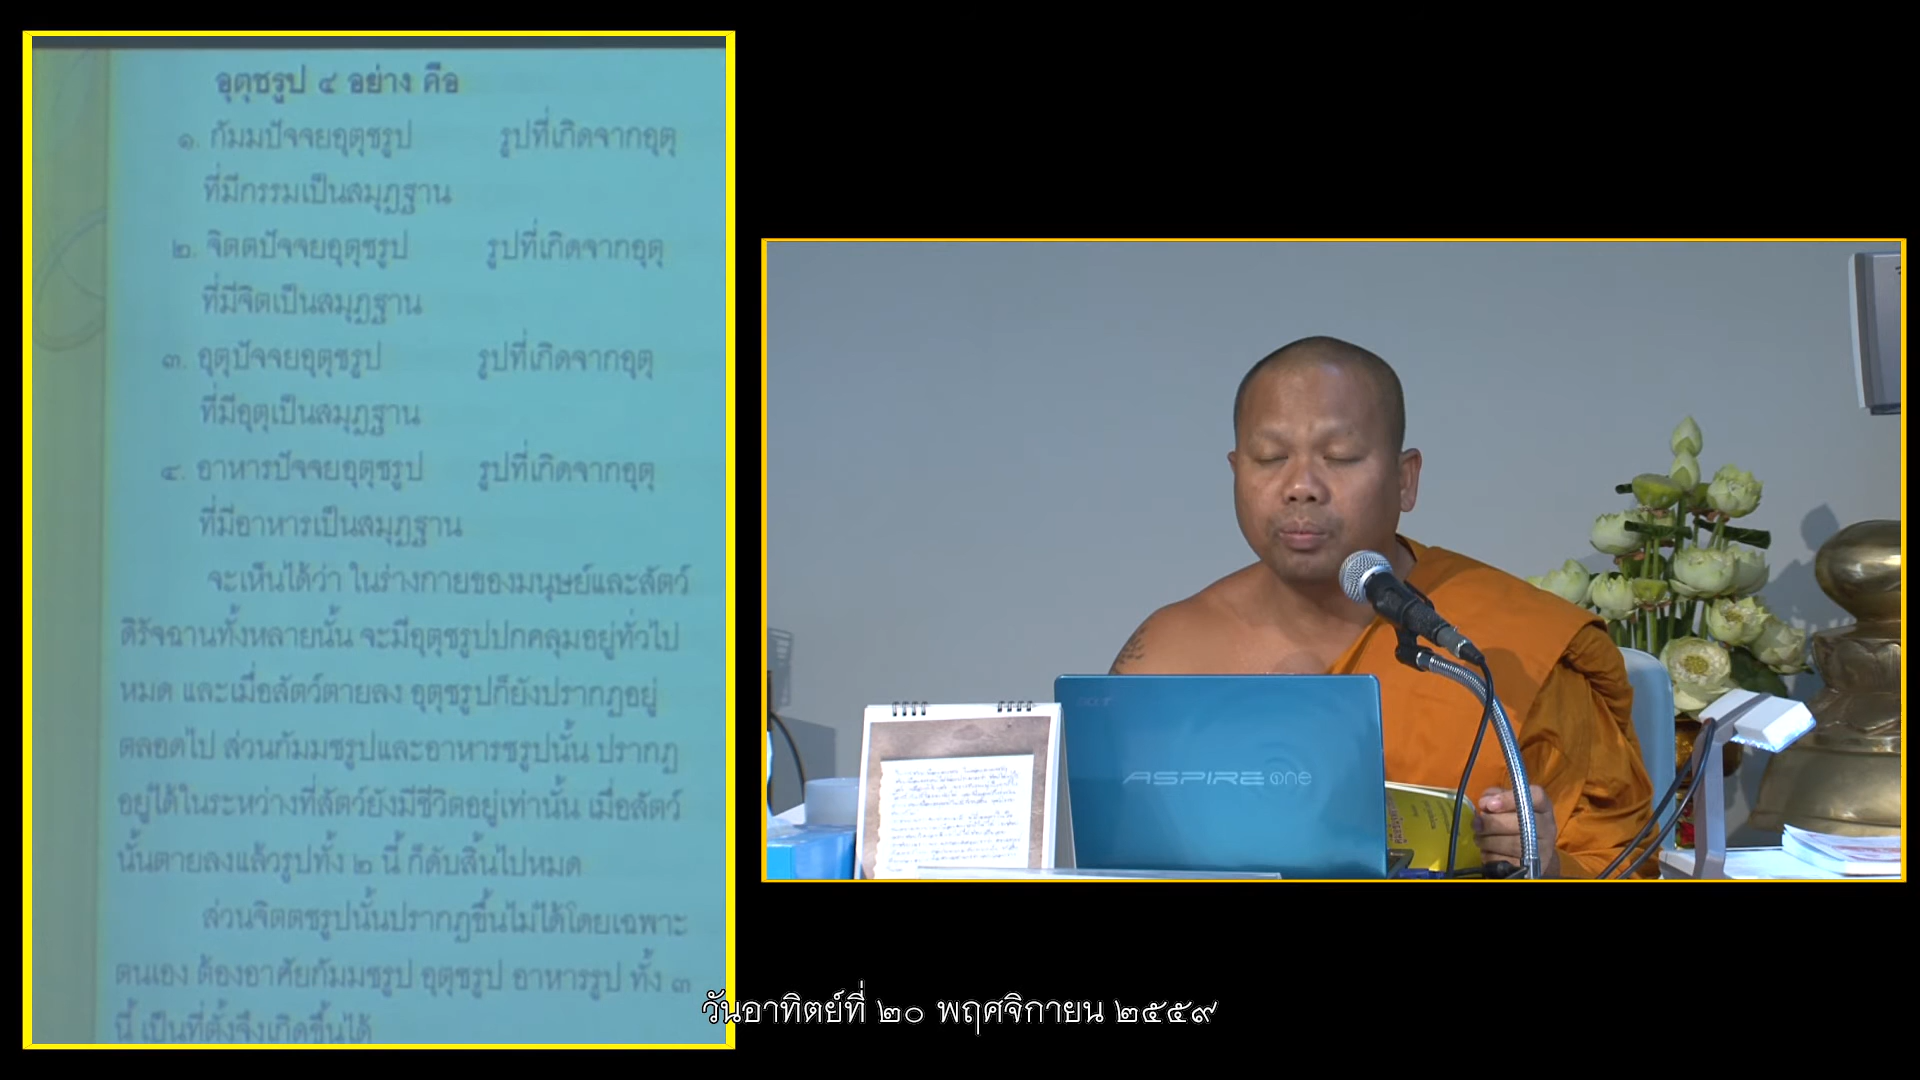 อุตุชรูป ๔ อย่าง คือ
๑. กัมมปัจจยอุตุชรูป รูปที่เกิดจากอุตุ
ที่มีกรรมเป็นสมุฏฐาน
๒. จิตตปัจจยอุตุชรูป รูปที่เกิดจากอุตุ
ที่มีจิตเป็นสมุฏฐาน
๓. อุตุปัจจยอุตุชรูป รูปที่เกิดจากอุตุ
ที่มีอุตุเป็นสมุฏฐาน
๔. อาหารปัจจยอุตุชรูป รูปที่เกิดจากอุตุ
ที่มีอาหารเป็นสมุฏฐาน
จะเห็นได้ว่า ในร่างกายของมนุษย์และสัตว์
ดิรัจฉานทั้งหลายนั้น จะมีอุตุชรูปปกคลุมอยู่ทั่วไป
หมด และเมื่อสัตว์ตายลง อุตุชรูปก็ยังปรากฏอยู่
ตลอดไป ส่วนกัมมชรูปและอาหารชรูปนั้น ปรากฏ
อยู่ได้ในระหว่างที่สัตว์ยังมีชีวิตอยู่เท่านั้น เมื่อสัตว์
นั้นตายลงแล้วรูปทั้ง ๒ นี้ ก็ดับสิ้นไปหมด
ส่วนจิตตชรูปนั้นปรากฏขึ้นไม่ได้โดยเฉพาะ
ตนเอง ต้องอาศัยกัมมชรูป อุตุชรูป อาหารรูป ทั้ง ๓
นี้ เป็นที่ตั้งจึงเกิดขึ้นได้
acer
ASPIRE one
วันอาทิตย์ที่ ๒๐ พฤศจิกายน ๒๕๕๙